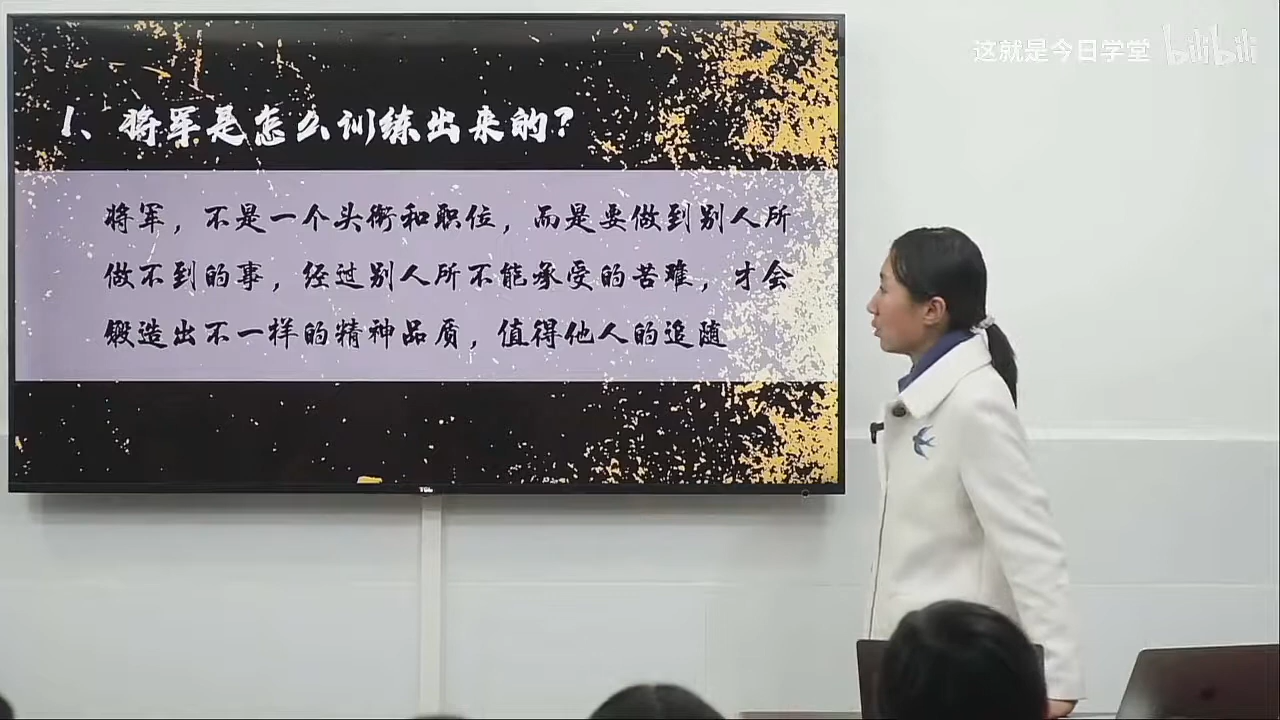 这就是今日学堂 bilibili
1、将军是怎么训练出来的？
将军，不是一个头衔和职位，而是要做到别人所
做不到的事，经过别人所不能承受的苦难，才会
锻造出不一样的精神品质，值得他人的追随